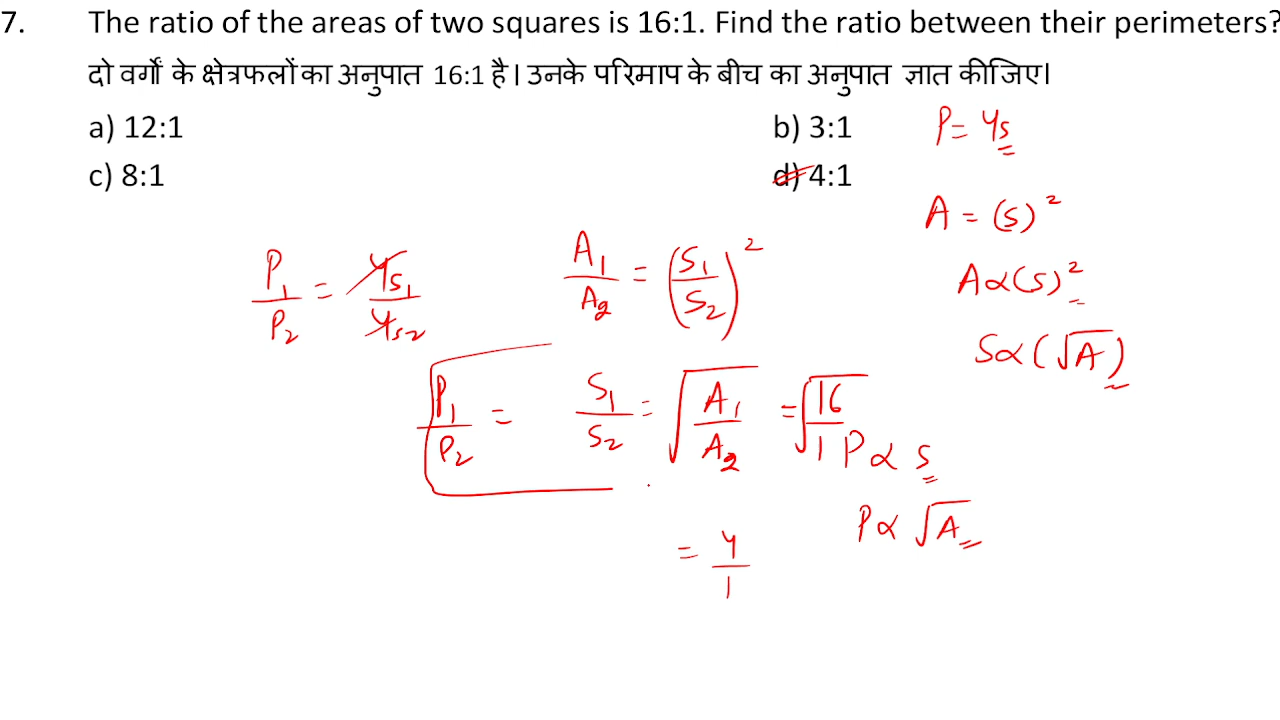 7. The ratio of the areas of two squares is 16:1. Find the ratio between their perimeters?
दो वर्गों के क्षेत्रफलों का अनुपात 16:1 है। उनके परिमाप के बीच का अनुपात ज्ञात कीजिए।
a) 12:1 b) 3:1
c) 8:1 d) 4:1
P = 4s
A = (s)²
A∝(s)²
S∝(√A)
P₁/P₂ = 4s₁/4s₂
A₁/A₂ = (S₁/S₂)²
P₁/P₂ = S₁/S₂ = √A₁/A₂ = √16/1
= 4/1
P∝ s
P∝ √A